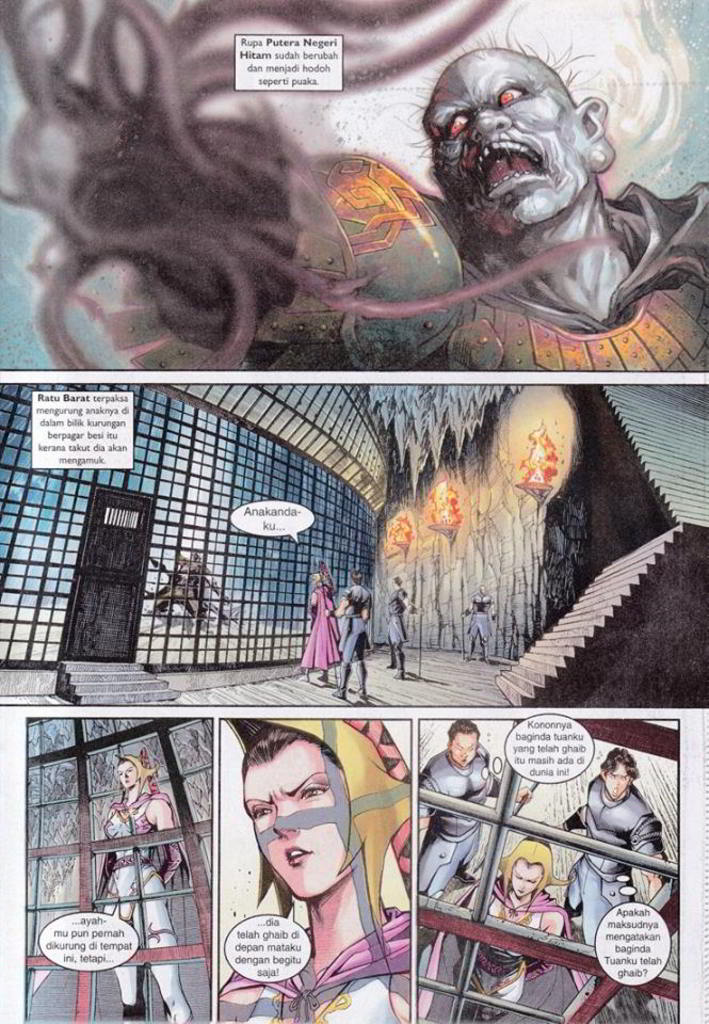 Rupa Putera Negeri
Hitam sudah berubah
dan menjadi hodoh
seperti puaka.
Ratu Barat terpaksa
mengurung anaknya di
dalam bilik kurungan
berpagar besi itu
kerana takut dia akan
mengamuk.
Anakanda-
ku...
...ayah-
mu pun pernah
dikurung di tempat
ini, tetapi...
...dia
telah ghaib di
depan mataku
dengan begitu
saja!
Kononnya
baginda Tuanku
yang telah ghaib
itu masih ada di
dunia ini!
Apakah
maksudnya
mengatakan
baginda
Tuanku telah
ghaib?